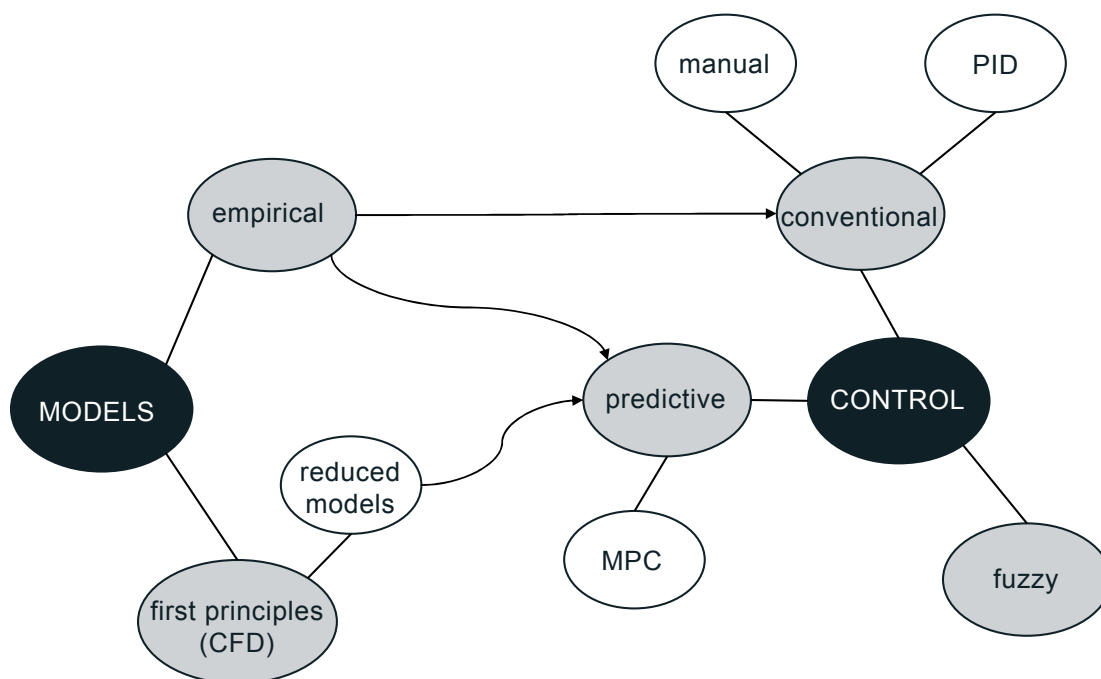 manual
PID
empirical
conventional
predictive
CONTROL
MODELS
reduced
models
MPC
fuzzy
first principles
(CFD)